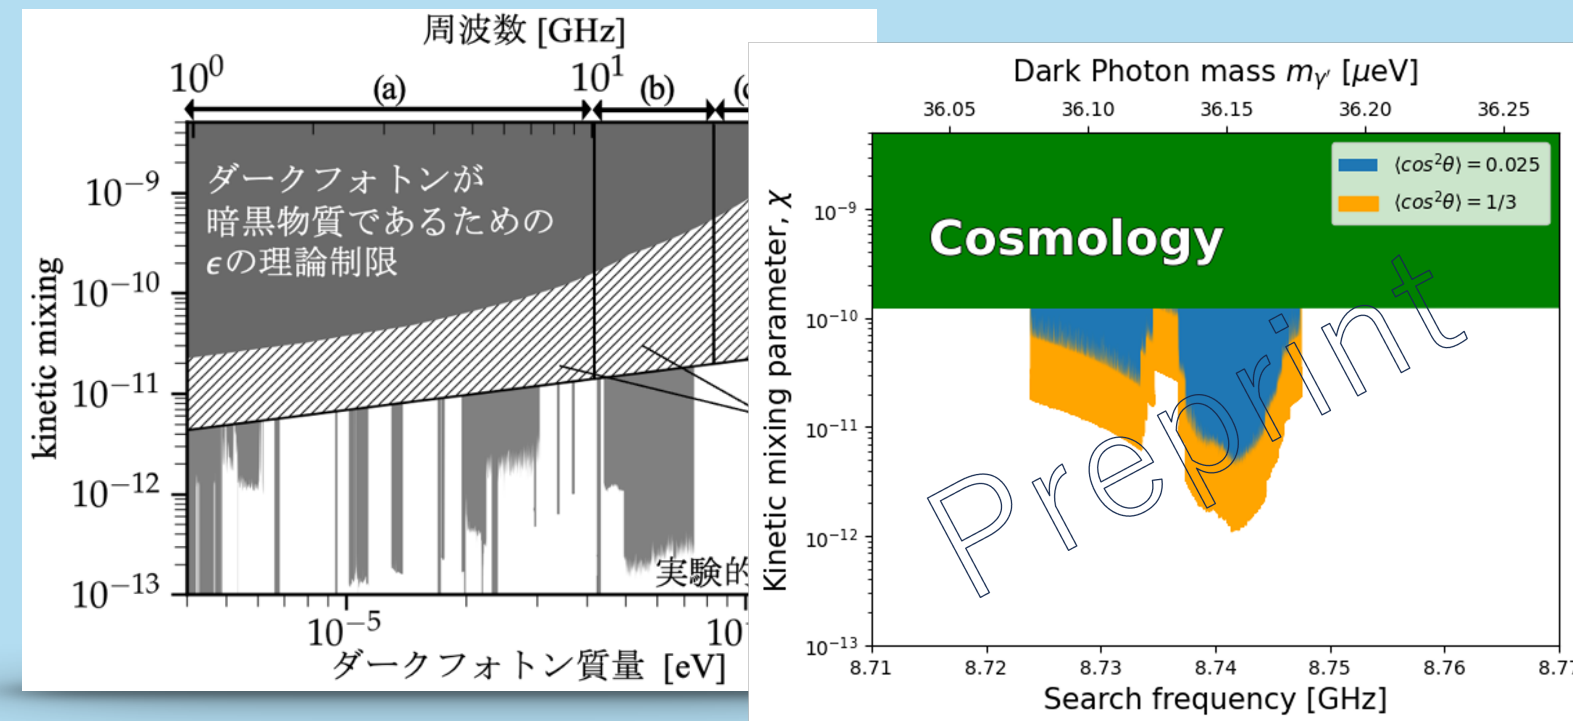 周波数 [GHz]
10^0
10^1
(a)
(b)
10^-9
10^-10
10^-11
10^-12
10^-13
kinetic mixing
ダークフォトンが
暗黒物質であるための
ϵの理論制限
実験的
10^-5
ダークフォトン質量 [eV]
Dark Photon mass m_γ′ [μeV]
36.05
36.10
36.15
36.20
36.25
⟨cos²θ⟩ = 0.025
⟨cos²θ⟩ = 1/3
Cosmology
Preprint
Kinetic mixing parameter, χ
10^-9
10^-10
10^-11
10^-12
10^-13
8.71
8.72
8.73
8.74
8.75
8.76
Search frequency [GHz]